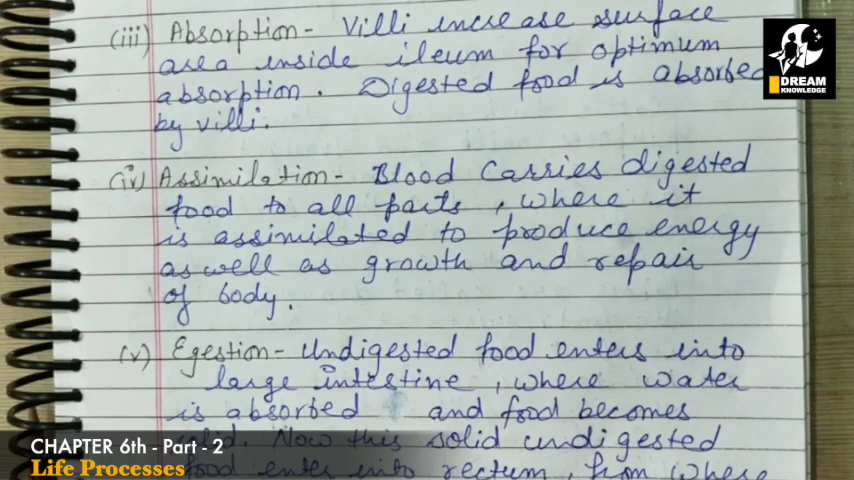 (iii) Absorption - Villi increase surface
area inside ileum for optimum
absorption. Digested food is absorbed
by villi.
(iv) Assimilation - Blood Carries digested
food to all parts, where it
is assimilated to produce energy
as well as growth and repair
of body.
(v) Egestion - Undigested food enters into
large intestine, where water
is absorbed and food becomes
solid. Now this solid undigested
food enter into rectum, from where
DREAM
KNOWLEDGE
CHAPTER 6th - Part - 2
Life Processes